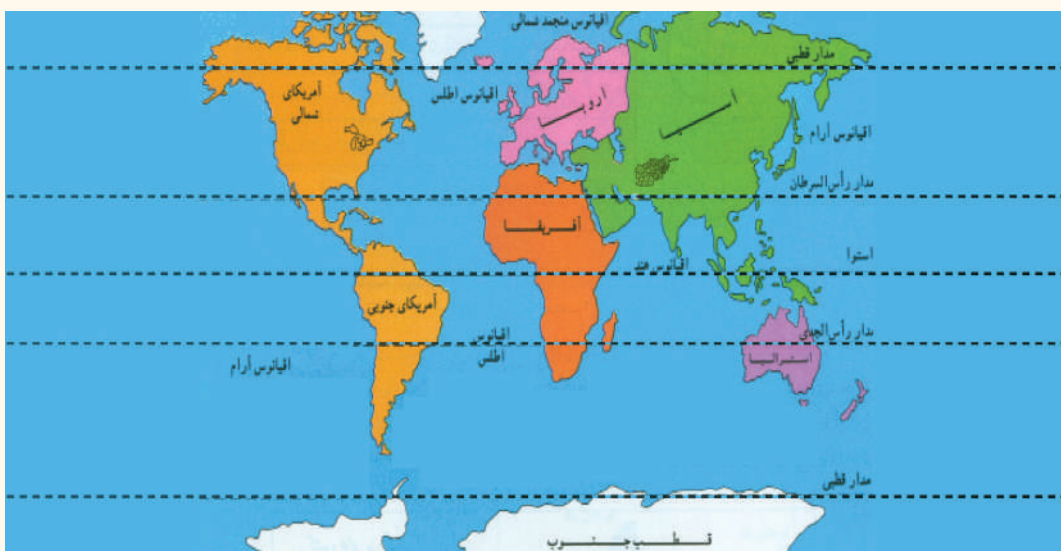 اقیانوس منجمد شمالی
مدار قطبی
آمریکای
شمالی
اقیانوس اطلس
اروپا
آسیا
اقیانوس آرام
مدار رأس السرطان
آفریقا
استوا
اقیانوس هند
آمریکای جنوبی
اقیانوس
اطلس
مدار رأس الجدی
استرالیا
اقیانوس آرام
مدار قطبی
قطب جنوب